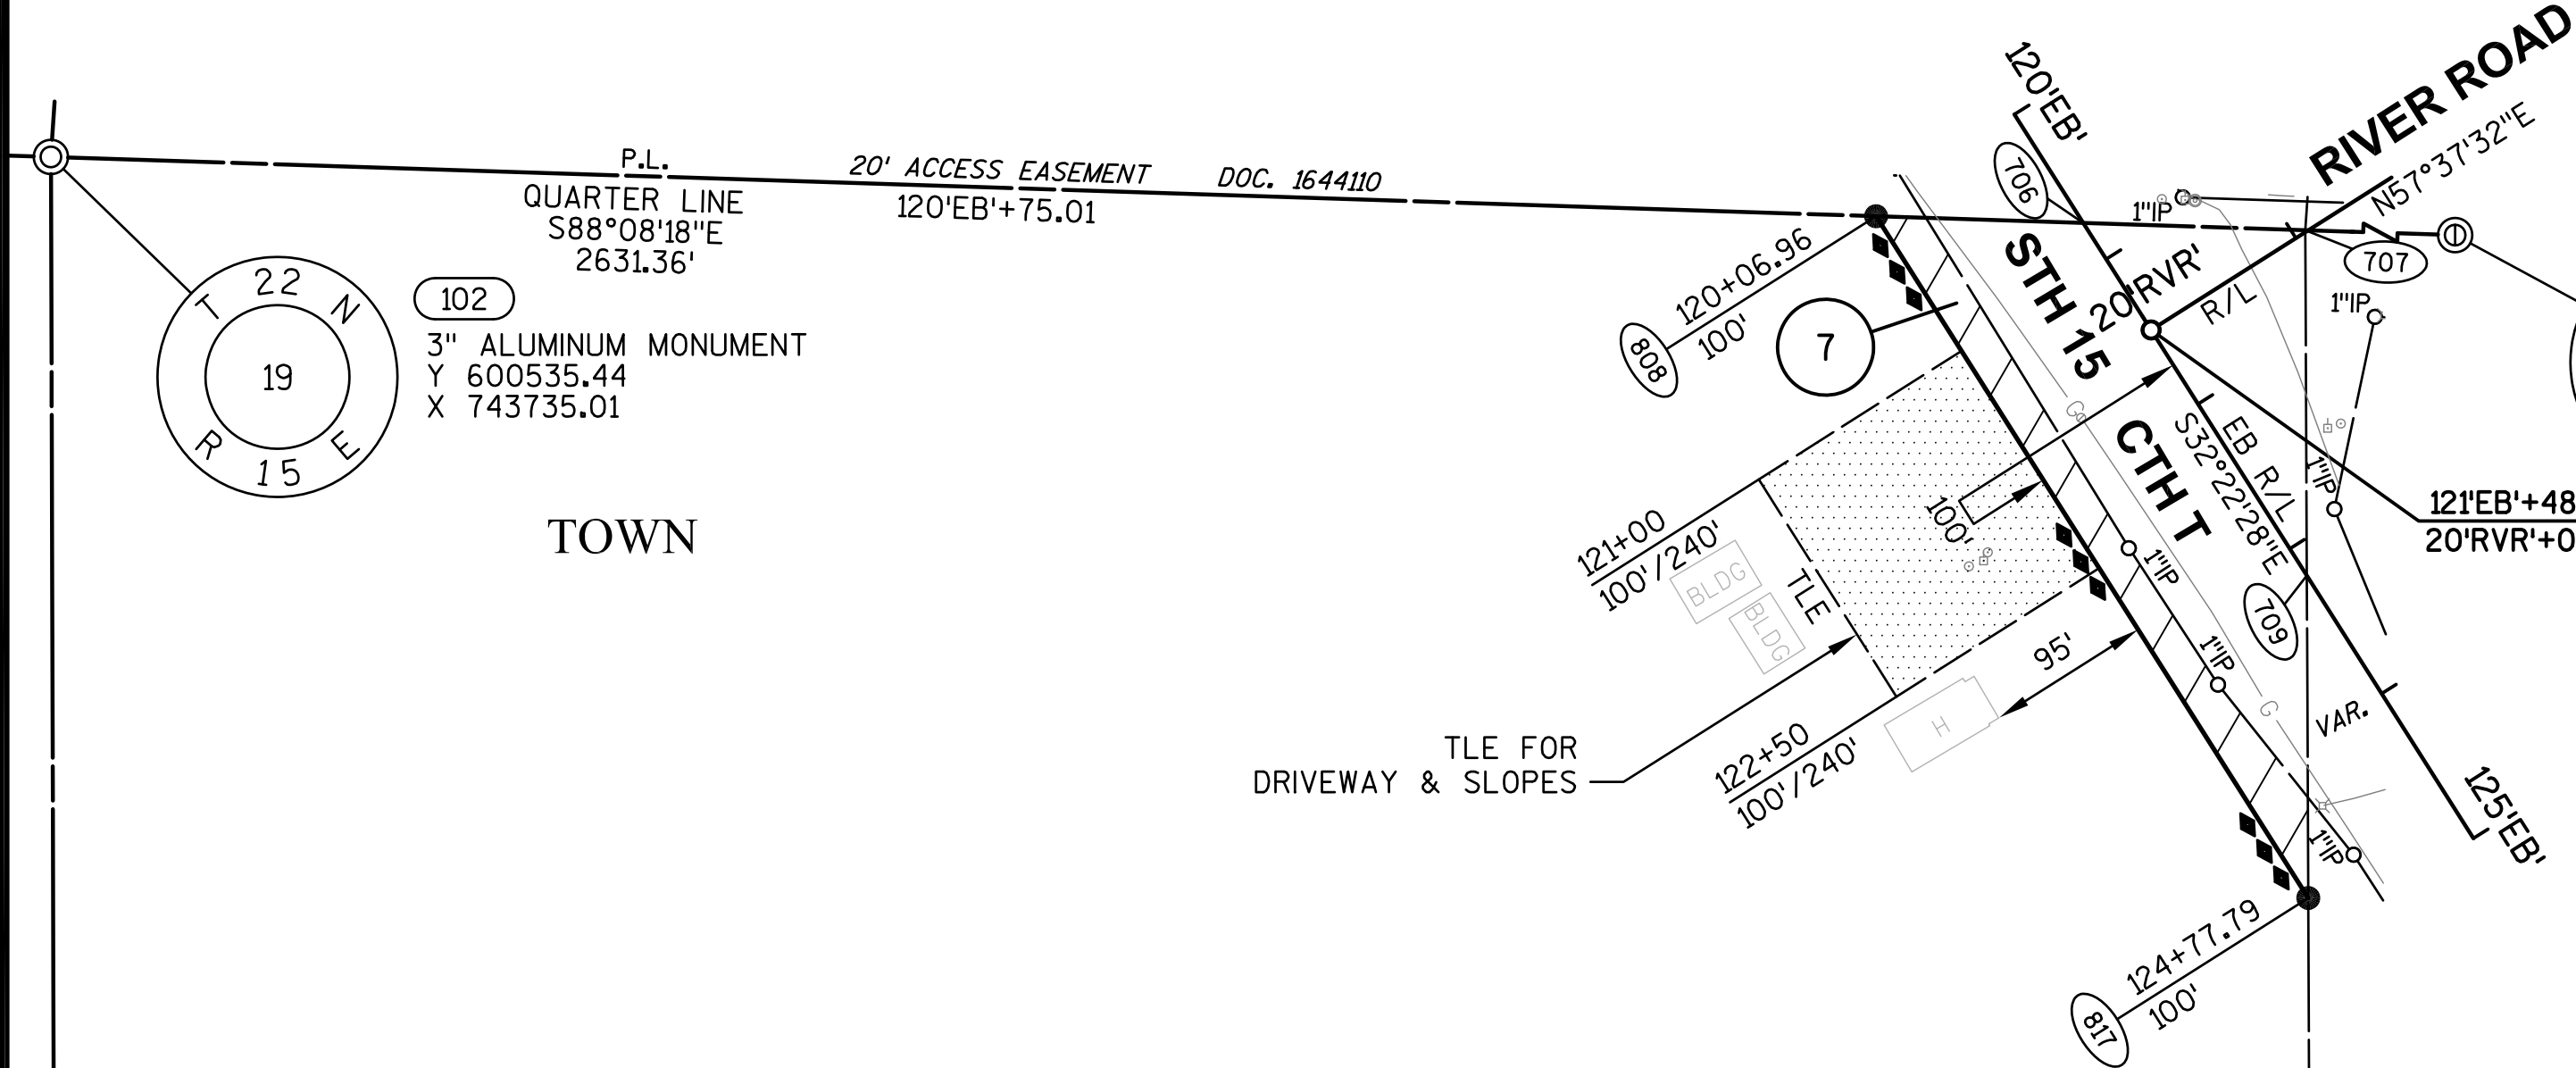 P.L.
QUARTER LINE
S88°08'18"E
2631.36'
20' ACCESS EASEMENT DOC. 1644110
120'EB'+75.01
T 22 N
19
R 15 E
102
3" ALUMINUM MONUMENT
Y 600535.44
X 743735.01
TOWN
120'EB'
706
RIVER ROAD
N57°37'32"E
1"IP
707
20'RVR'
R/L
1"IP
120+06.96
100'
808
7
STH 15
CTH T
G
EB R/L
S32°22'28"E
1"IP
121'EB'+48
20'RVR'+0
100'
121+00
100'/240'
BLDG
BLDG
TLE
1"IP
1"IP
709
95'
H
G
VAR.
122+50
100'/240'
TLE FOR
DRIVEWAY & SLOPES
125'EB'
1"IP
124+77.79
100'
817